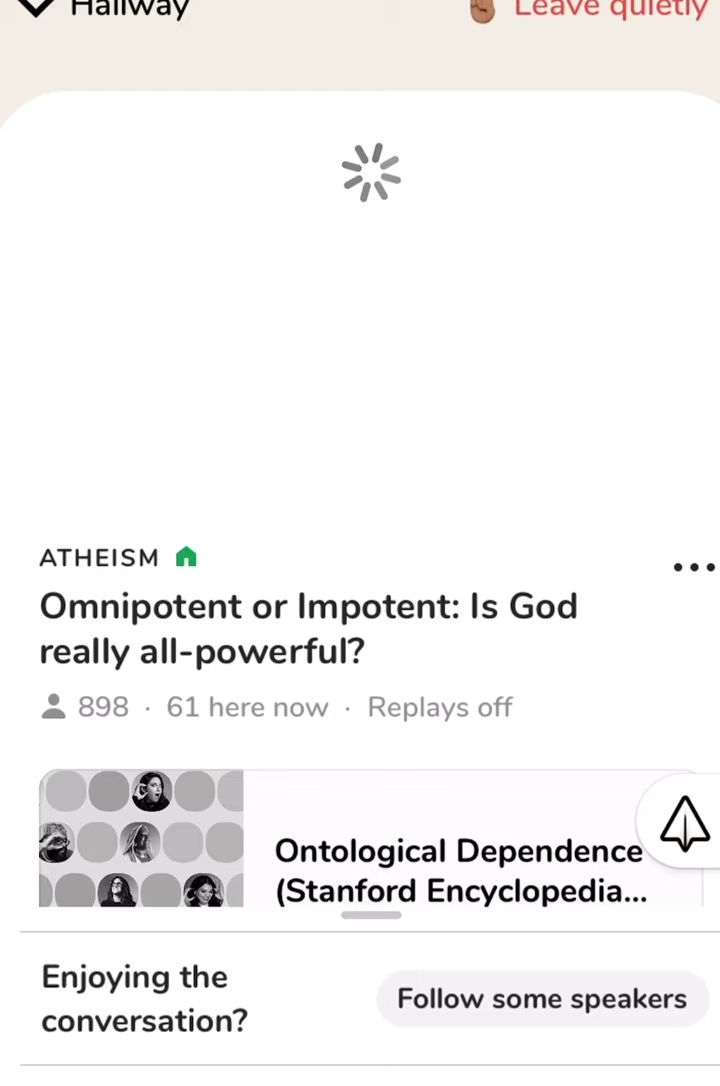 Hallway
Leave quietly
ATHEISM
Omnipotent or Impotent: Is God
really all-powerful?
898 · 61 here now · Replays off
Ontological Dependence
(Stanford Encyclopedia...
Enjoying the
conversation?
Follow some speakers